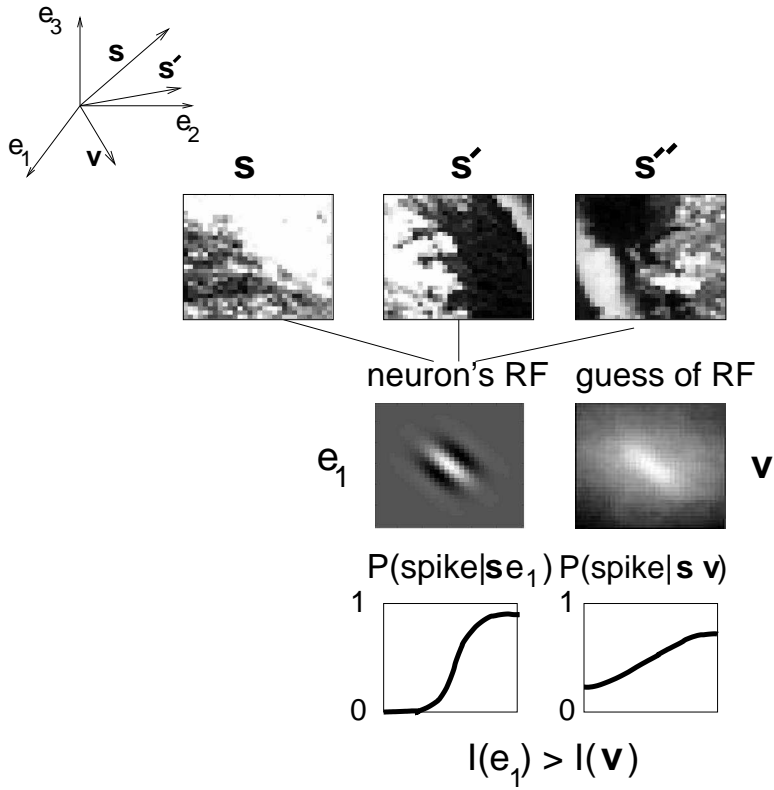 e3
s
s′
e2
e1
v
s s′ s′′
neuron's RF guess of RF
e1 v
P(spike|s e1) P(spike|s v)
1 1
0 0
I(e1) > I(v)